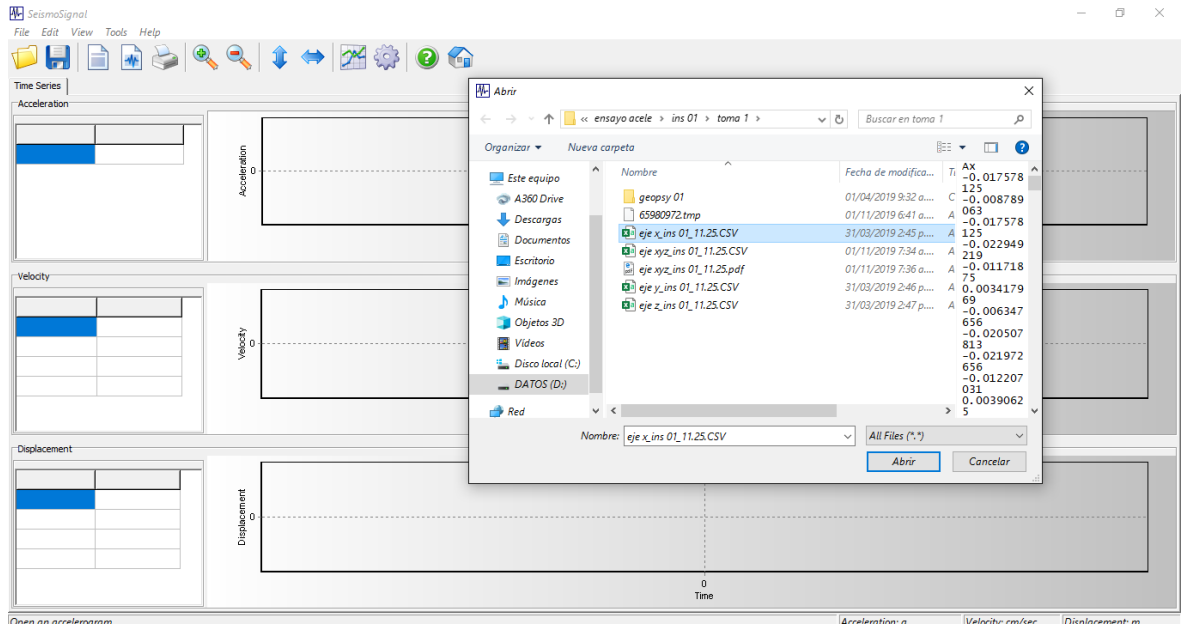 SeismoSignal
File Edit View Tools Help
Time Series
Acceleration
Acceleration
0
Velocity
Velocity
0
Displacement
Displacement
0
0
Time
Open an accelerogram
Acceleration: g
Velocity: cm/sec
Displacement: m
Abrir
« ensayo acele > ins 01 > toma 1 >
Buscar en toma 1
Organizar
Nueva carpeta
Este equipo
A360 Drive
Descargas
Documentos
Escritorio
Imágenes
Música
Objetos 3D
Vídeos
Disco local (C:)
DATOS (D:)
Red
Nombre Fecha de modifica...
geopsy 01 01/04/2019 9:32 a.... C
65980972.tmp 01/11/2019 6:41 a.... A
eje x_ins 01_11.25.CSV 31/03/2019 2:45 p.... A
eje xyz_ins 01_11.25.CSV 01/11/2019 7:34 a.... A
eje xyz_ins 01_11.25.pdf 01/11/2019 7:36 a.... A
eje y_ins 01_11.25.CSV 31/03/2019 2:46 p.... A
eje z_ins 01_11.25.CSV 31/03/2019 2:47 p.... A
Ax
-0.017578
125
-0.008789
063
-0.017578
125
-0.022949
219
-0.011718
75
0.0034179
69
-0.006347
656
-0.020507
813
-0.021972
656
-0.012207
031
0.0039062
5
Nombre: eje x_ins 01_11.25.CSV
All Files (*.*)
Abrir
Cancelar